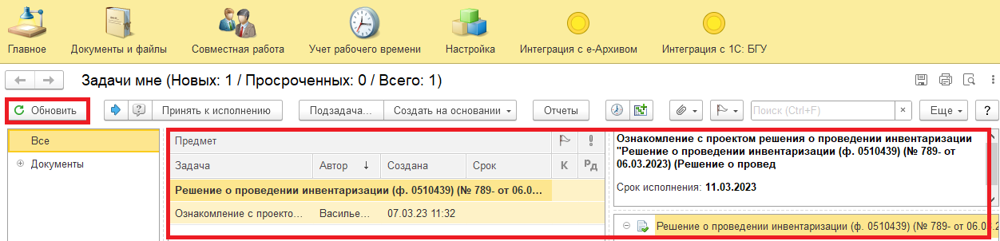 Главное Документы и файлы Совместная работа Учет рабочего времени Настройка Интеграция с е-Архивом Интеграция с 1С: БГУ
Задачи мне (Новых: 1 / Просроченных: 0 / Всего: 1)
Обновить Принять к исполнению Подзадача... Создать на основании Отчеты Поиск (Ctrl+F) × Еще ?
Все
Документы
Предмет
Задача Автор ↓ Создана Срок К Рд
Решение о проведении инвентаризации (ф. 0510439) (№ 789- от 06.0...
Ознакомление с проекто... Василье... 07.03.23 11:32
Ознакомление с проектом решения о проведении инвентаризации
"Решение о проведении инвентаризации (ф. 0510439) (№ 789- от
06.03.2023) (Решение о провед
Срок исполнения: 11.03.2023
Решение о проведении инвентаризации (ф. 0510439) (№ 789- от 06.03.2